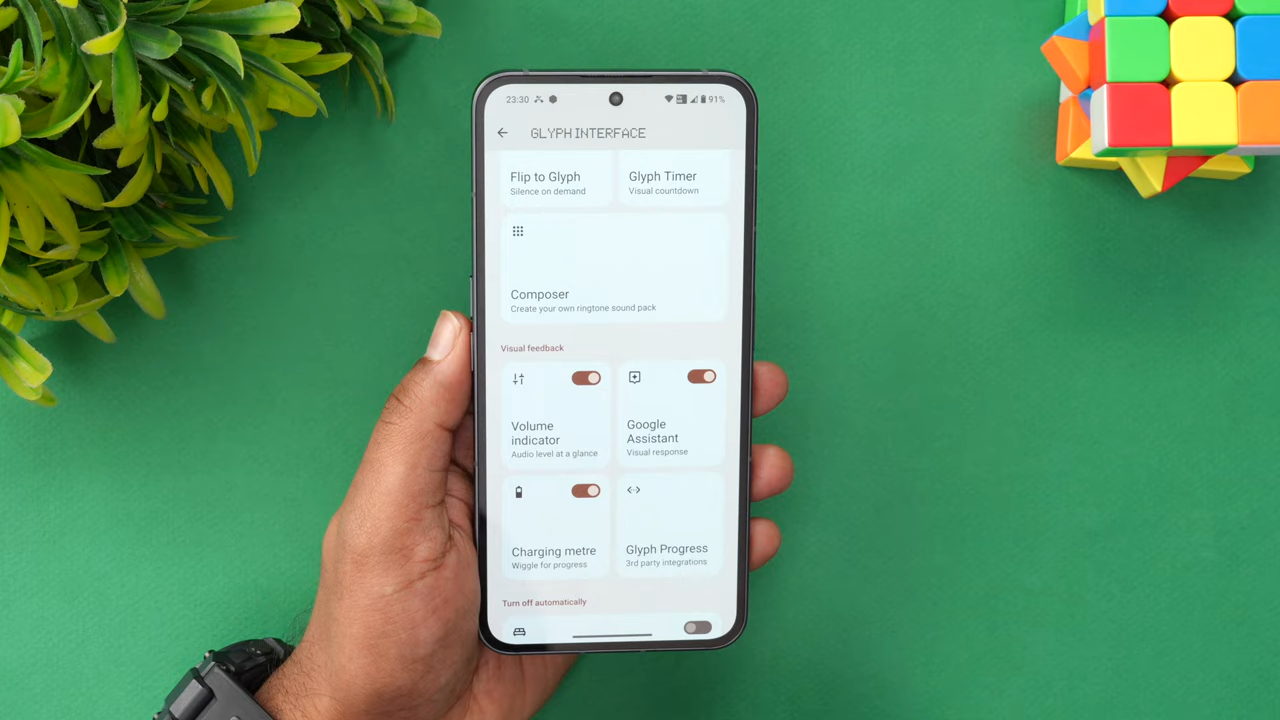 23:30 91%
GLYPH INTERFACE
Flip to Glyph Glyph Timer
Silence on demand Visual countdown
Composer
Create your own ringtone sound pack
Visual feedback
Volume
indicator
Audio level at a glance
Google
Assistant
Visual response
Charging metre
Wiggle for progress
Glyph Progress
3rd party integrations
Turn off automatically